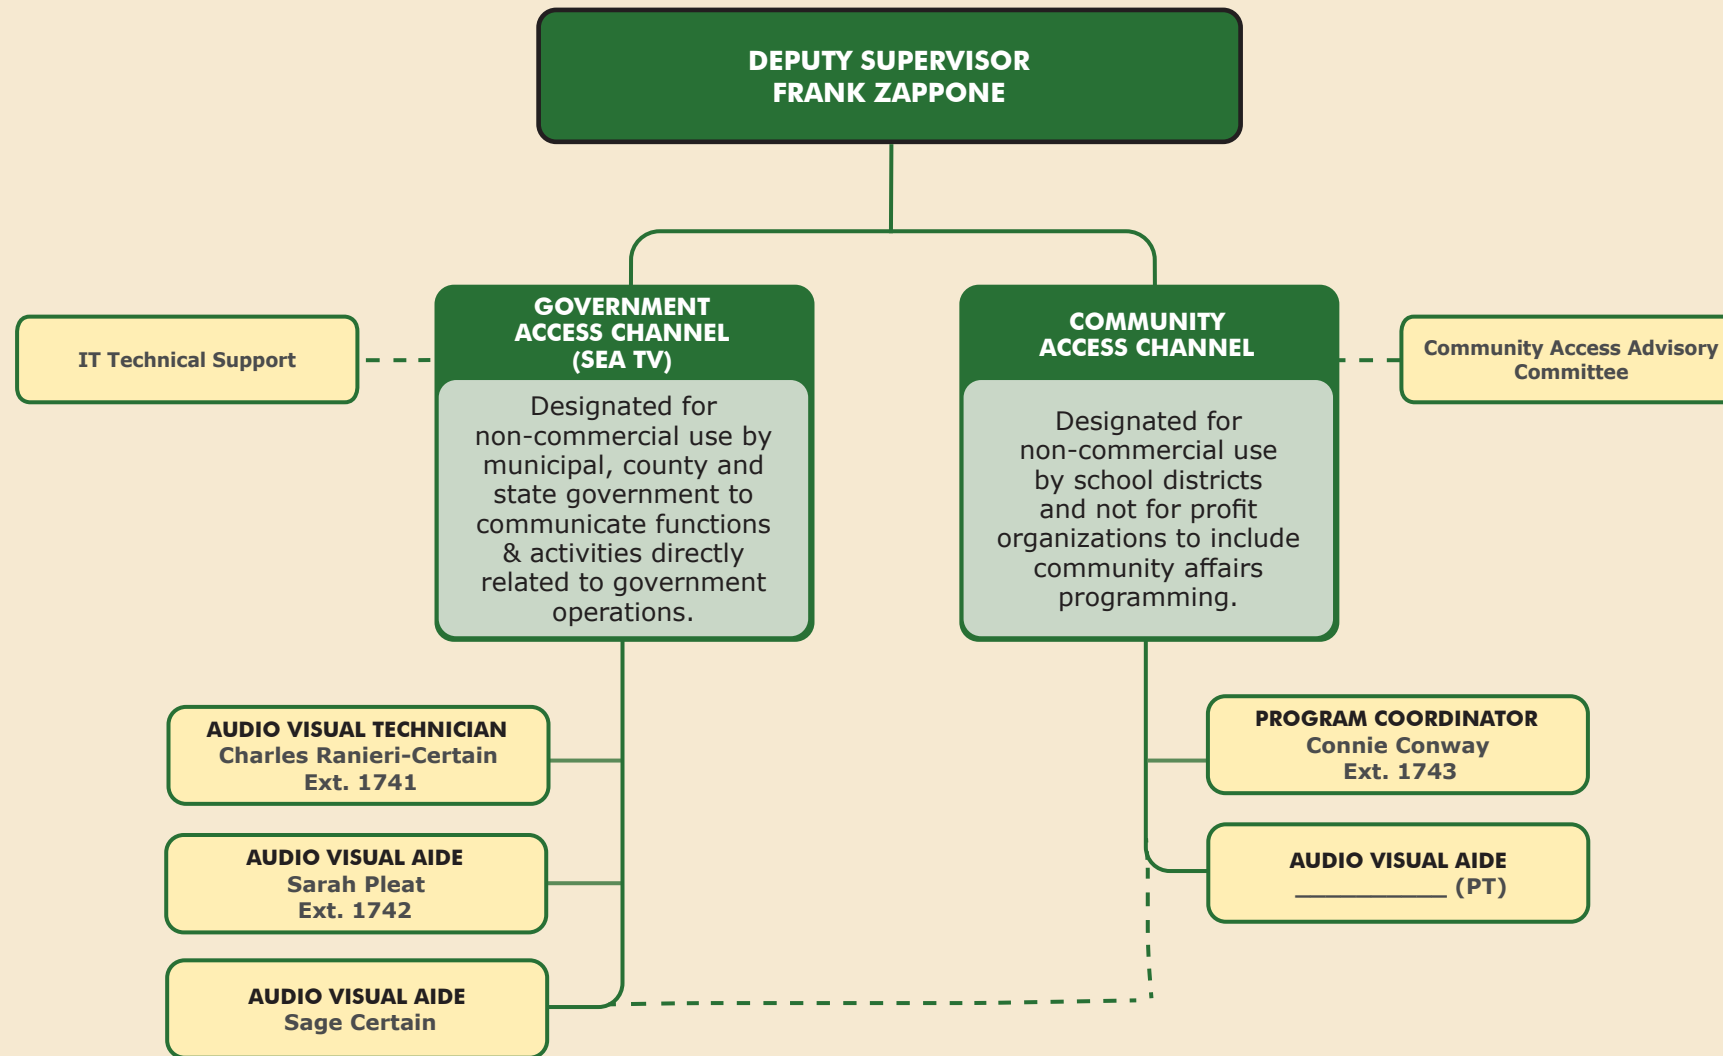 DEPUTY SUPERVISOR
FRANK ZAPPONE
GOVERNMENT
ACCESS CHANNEL
(SEA TV)
COMMUNITY
ACCESS CHANNEL
IT Technical Support
Community Access Advisory
Committee
Designated for
non-commercial use by
municipal, county and
state government to
communicate functions
& activities directly
related to government
operations.
Designated for
non-commercial use
by school districts
and not for profit
organizations to include
community affairs
programming.
AUDIO VISUAL TECHNICIAN
Charles Ranieri-Certain
Ext. 1741
AUDIO VISUAL AIDE
Sarah Pleat
Ext. 1742
AUDIO VISUAL AIDE
Sage Certain
PROGRAM COORDINATOR
Connie Conway
Ext. 1743
AUDIO VISUAL AIDE
____________ (PT)